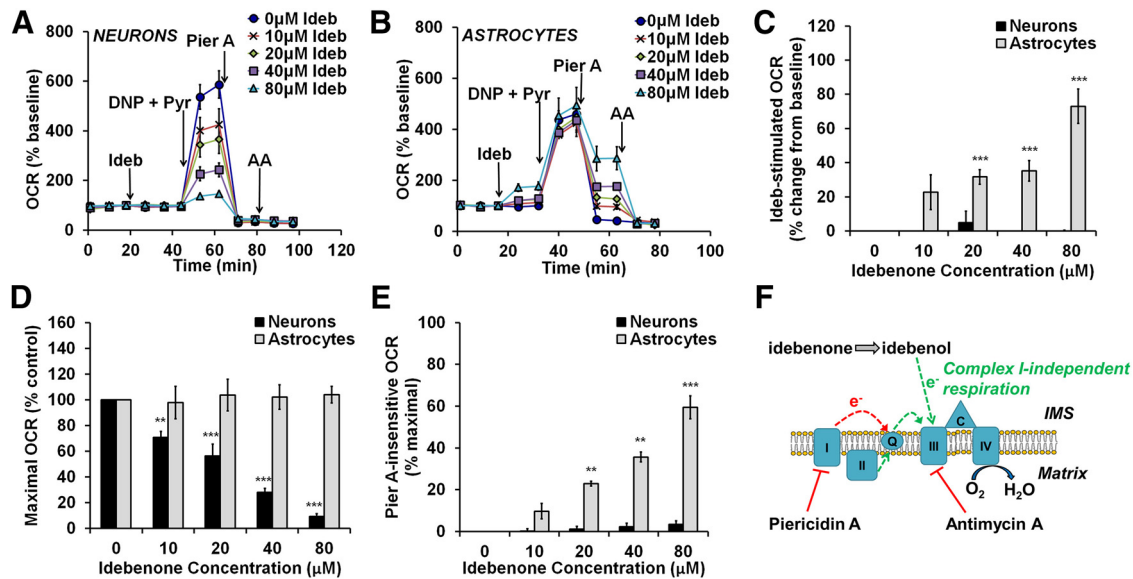 A
NEURONS
Pier A
0μM Ideb
10μM Ideb
20μM Ideb
40μM Ideb
80μM Ideb
DNP + Pyr
Ideb
AA
OCR (% baseline)
800
600
400
200
0
0 20 40 60 80 100 120
Time (min)
B
ASTROCYTES
0μM Ideb
10μM Ideb
20μM Ideb
40μM Ideb
80μM Ideb
Pier A
DNP + Pyr
AA
Ideb
OCR (% baseline)
800
600
400
200
0
0 20 40 60 80 100
Time (min)
C
Neurons
Astrocytes
Ideb-stimulated OCR
(% change from baseline)
120
100
80
60
40
20
0
***
***
***
0 10 20 40 80
Idebenone Concentration (μM)
D
Neurons
Astrocytes
Maximal OCR (% control)
160
140
120
100
80
60
40
20
0
**
***
***
***
0 10 20 40 80
Idebenone Concentration (μM)
E
Neurons
Astrocytes
Pier A-insensitive OCR
(% maximal)
100
80
60
40
20
0
**
**
***
0 10 20 40 80
Idebenone Concentration (μM)
F
idebenone idebenol
Complex I-independent
respiration
e-
e-
C
IMS
I
Q
III
IV
II
Matrix
O2 H2O
Piericidin A
Antimycin A